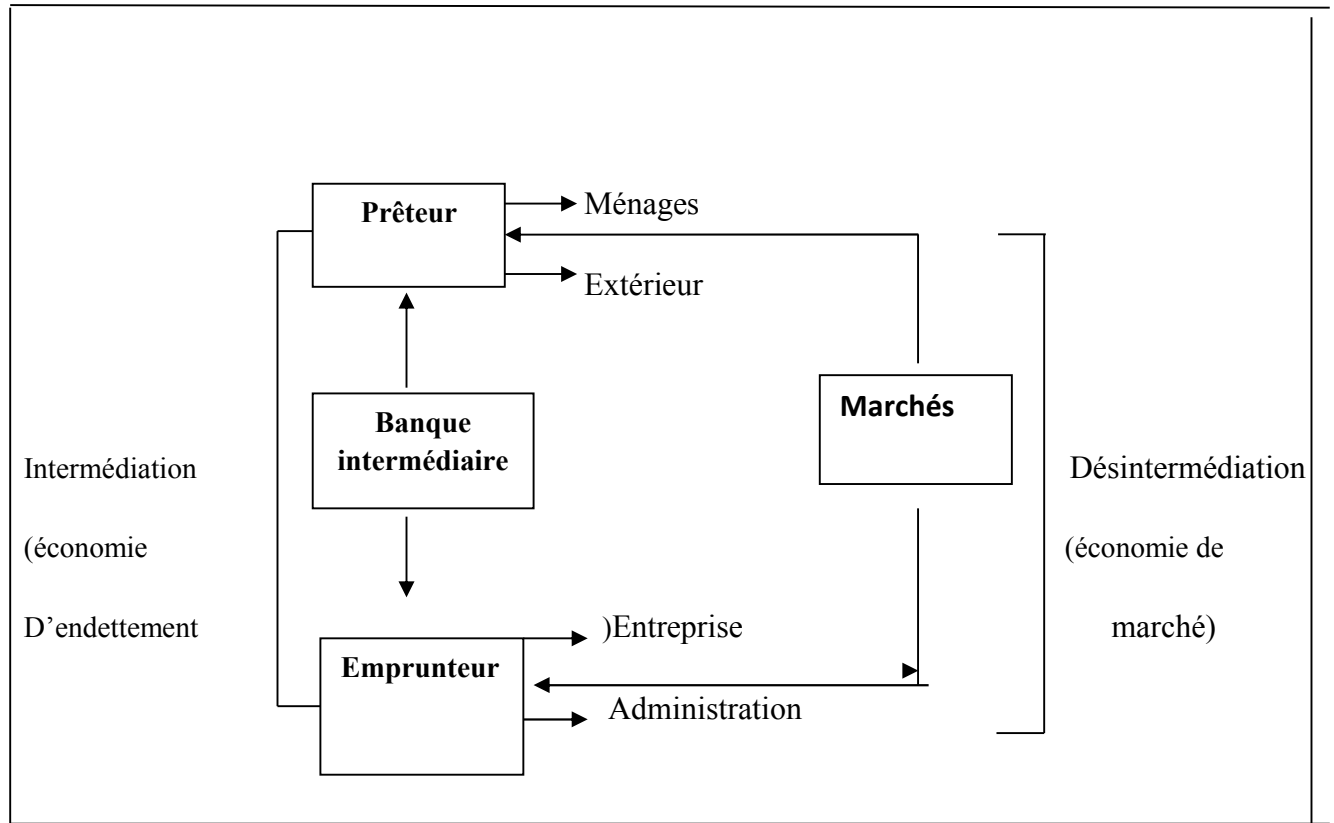 Prêteur
Ménages
Extérieur
Banque
intermédiaire
Marchés
Intermédiation
(économie
D’endettement
Désintermédiation
(économie de
marché)
)Entreprise
Emprunteur
Administration